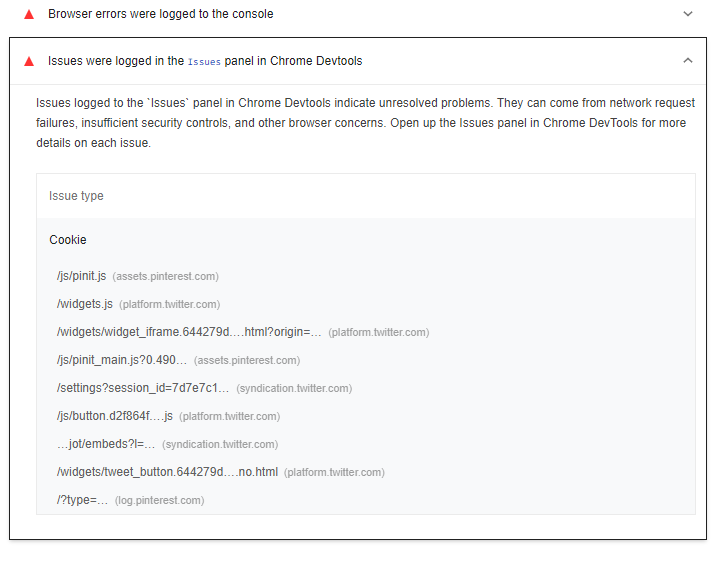 Browser errors were logged to the console
Issues were logged in the Issues panel in Chrome Devtools
Issues logged to the `Issues` panel in Chrome Devtools indicate unresolved problems. They can come from network request
failures, insufficient security controls, and other browser concerns. Open up the Issues panel in Chrome DevTools for more
details on each issue.
Issue type
Cookie
/js/pinit.js (assets.pinterest.com)
/widgets.js (platform.twitter.com)
/widgets/widget_iframe.644279d….html?origin=… (platform.twitter.com)
/js/pinit_main.js?0.490… (assets.pinterest.com)
/settings?session_id=7d7e7c1… (syndication.twitter.com)
/js/button.d2f864f….js (platform.twitter.com)
…jot/embeds?l=… (syndication.twitter.com)
/widgets/tweet_button.644279d….no.html (platform.twitter.com)
/?type=… (log.pinterest.com)